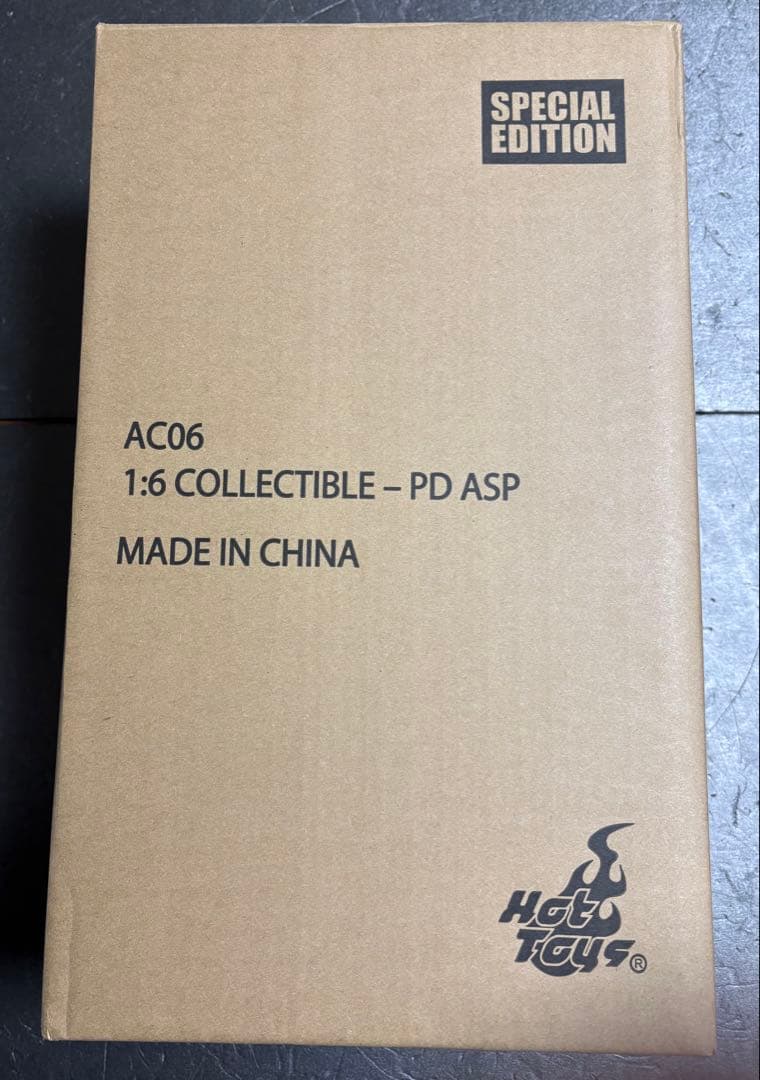 SPECIAL
EDITION
AC06
1:6 COLLECTIBLE – PD ASP
MADE IN CHINA
Hot
Toys®